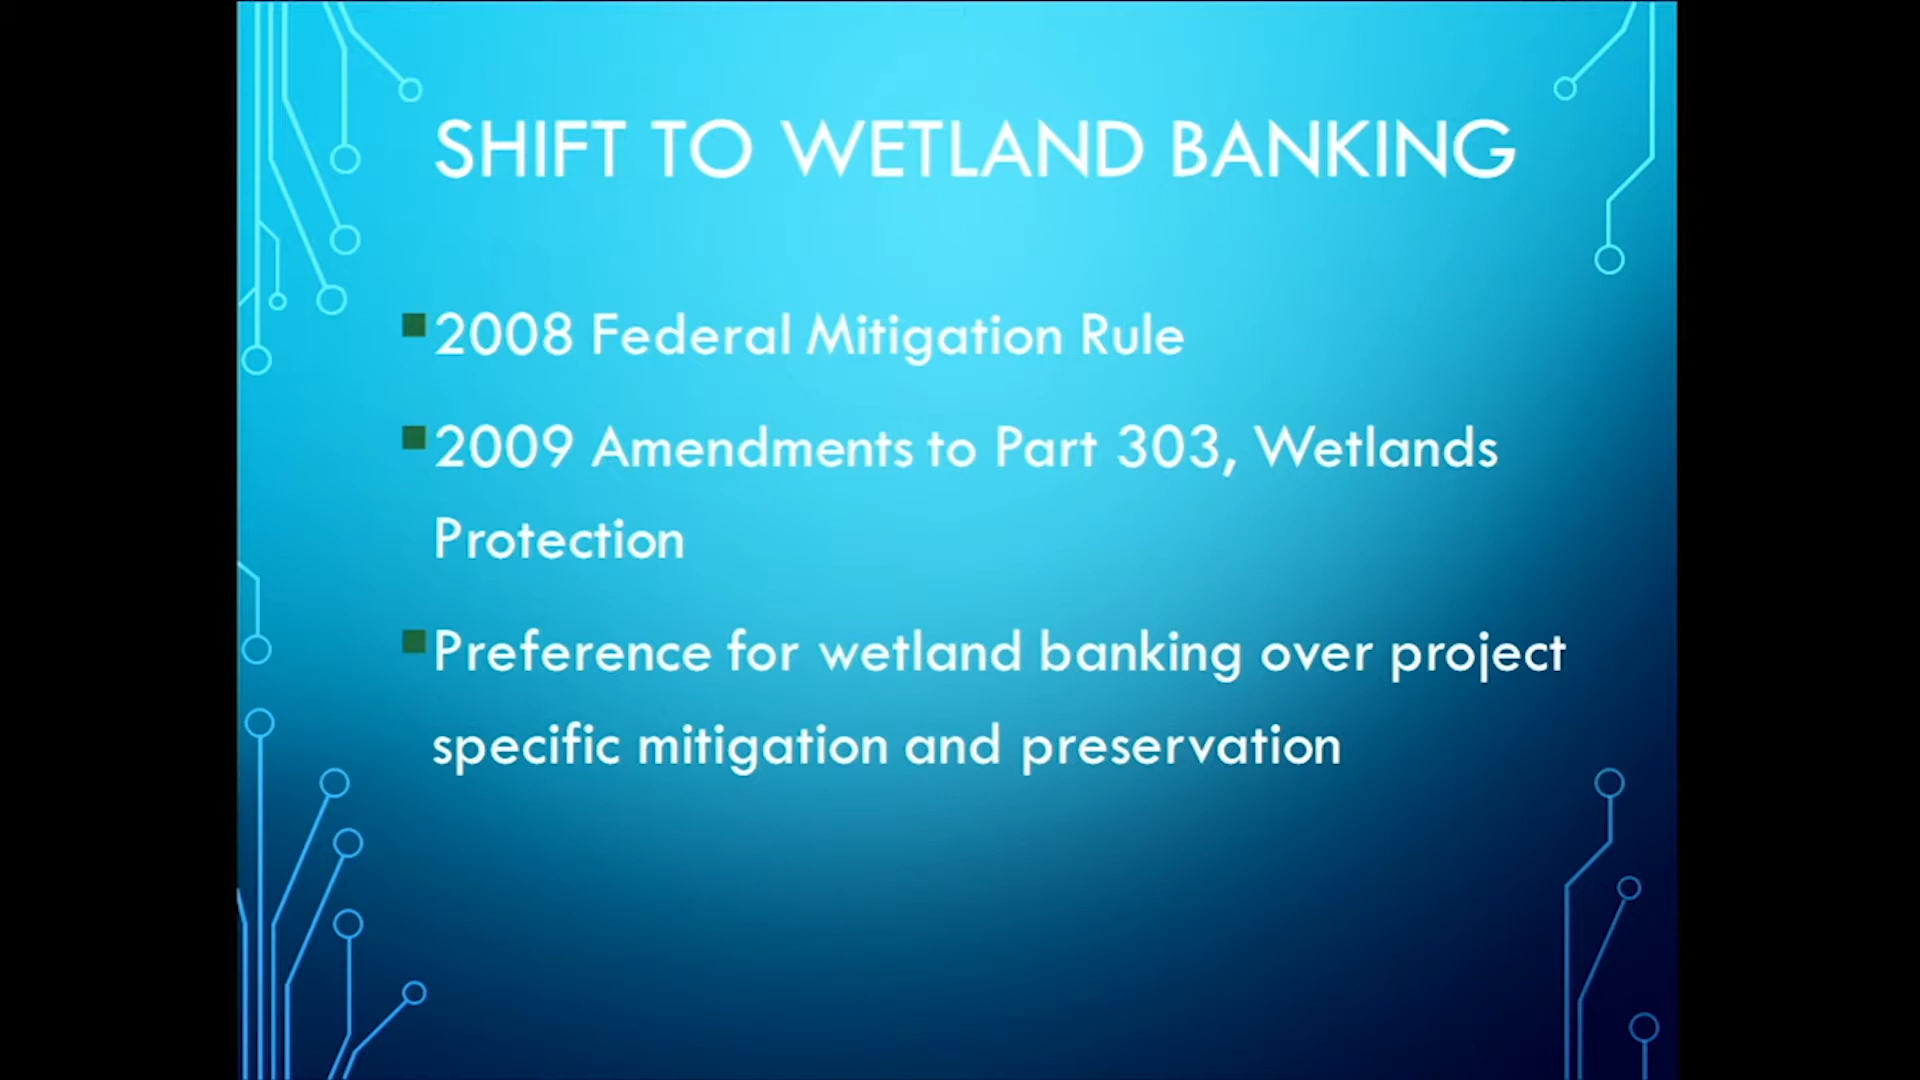 SHIFT TO WETLAND BANKING
2008 Federal Mitigation Rule
2009 Amendments to Part 303, Wetlands
Protection
Preference for wetland banking over project
specific mitigation and preservation